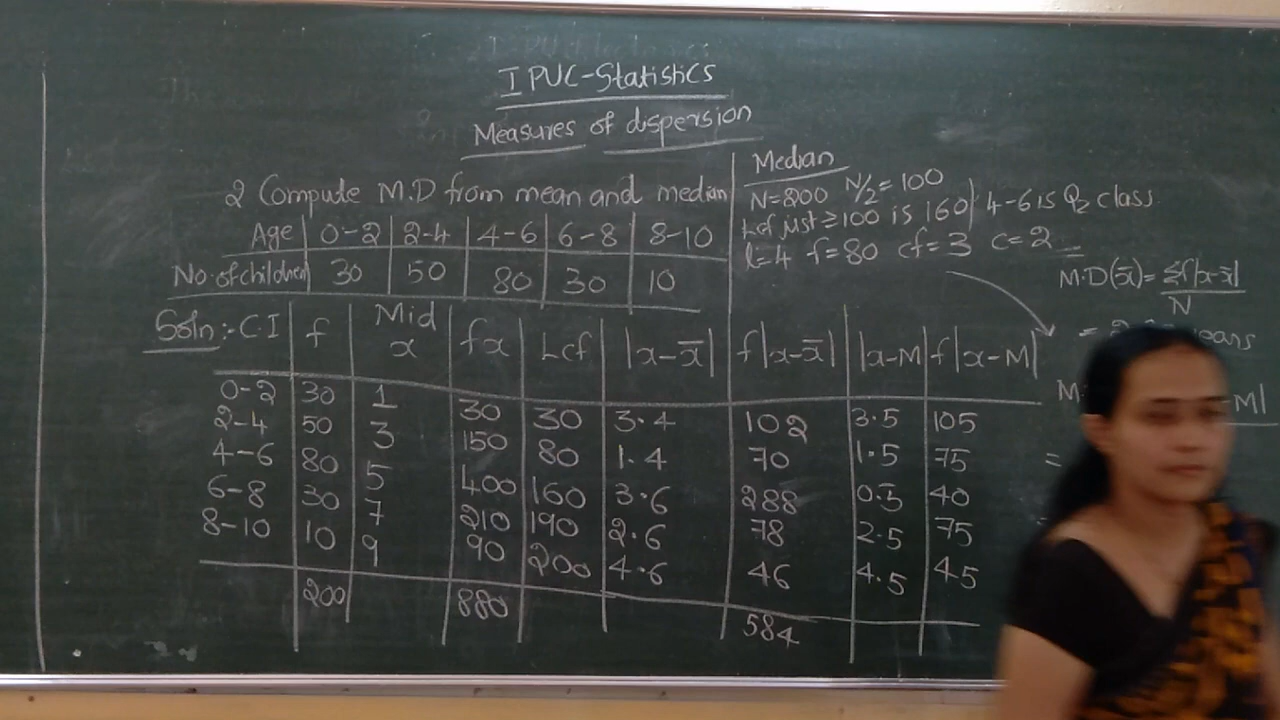 I PUC-Statistics
Measures of dispersion
2 Compute M.D from mean and median
Age 0-2 2-4 4-6 6-8 8-10
No. of children 30 50 80 30 10
Median
N=200 N/2=100
Lcf just ≥100 is 160 4-6 is Q₂ class
l=4 f=80 cf=3 c=2
M.D(x̄)= Σf|x-x̄|
N
Soln:- C.I f Mid x fx Lcf |x-x̄| f|x-x̄| |x-M f|x-M|
0-2 30 1 30 30 3.4 102 3.5 105
2-4 50 3 150 80 1.4 70 1.5 75
4-6 80 5 400 160 3.6 288 0.5 40
6-8 30 7 210 190 2.6 78 2.5 75
8-10 10 9 90 200 4.6 46 4.5 45
200 880 584